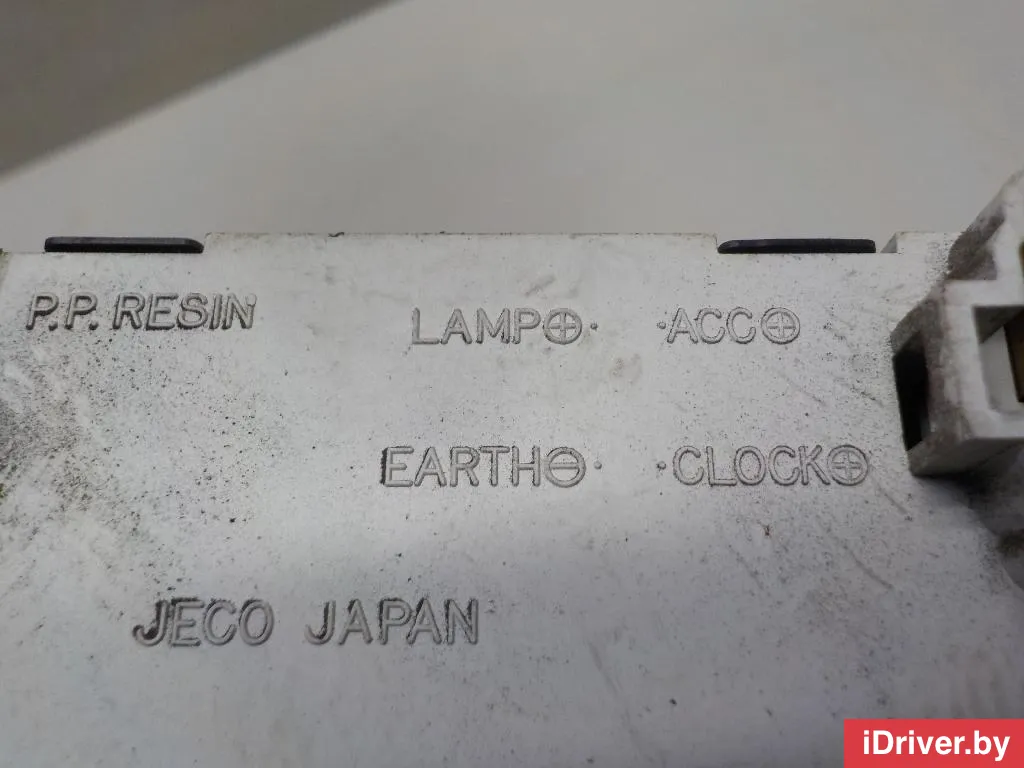 P.P. RESIN
LAMP⊕· ·ACC⊕
EARTH⊖· ·CLOCK⊕
JECO JAPAN
iDriver.by